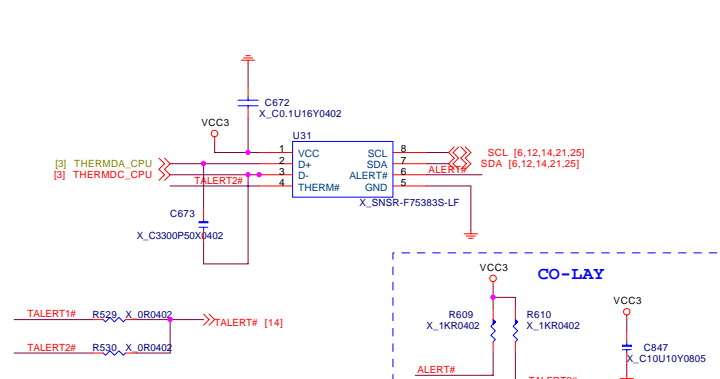 C672
X_C0.1U16Y0402
VCC3
U31
1 VCC SCL 8 SCL [6,12,14,21,25]
[3] THERMDA_CPU 2 D+ SDA 7 SDA [6,12,14,21,25]
[3] THERMDC_CPU 3 D- ALERT# 6 ALERT#
TALERT2# 4 THERM# GND 5
X_SNSR-F75383S-LF
C673
X_C3300P50X0402
CO-LAY
VCC3
VCC3
TALERT1# R529 X_0R0402
TALERT# [14]
R609 R610
X_1KR0402 X_1KR0402
TALERT2# R530 X_0R0402
C847
X_C10U10Y0805
ALERT#